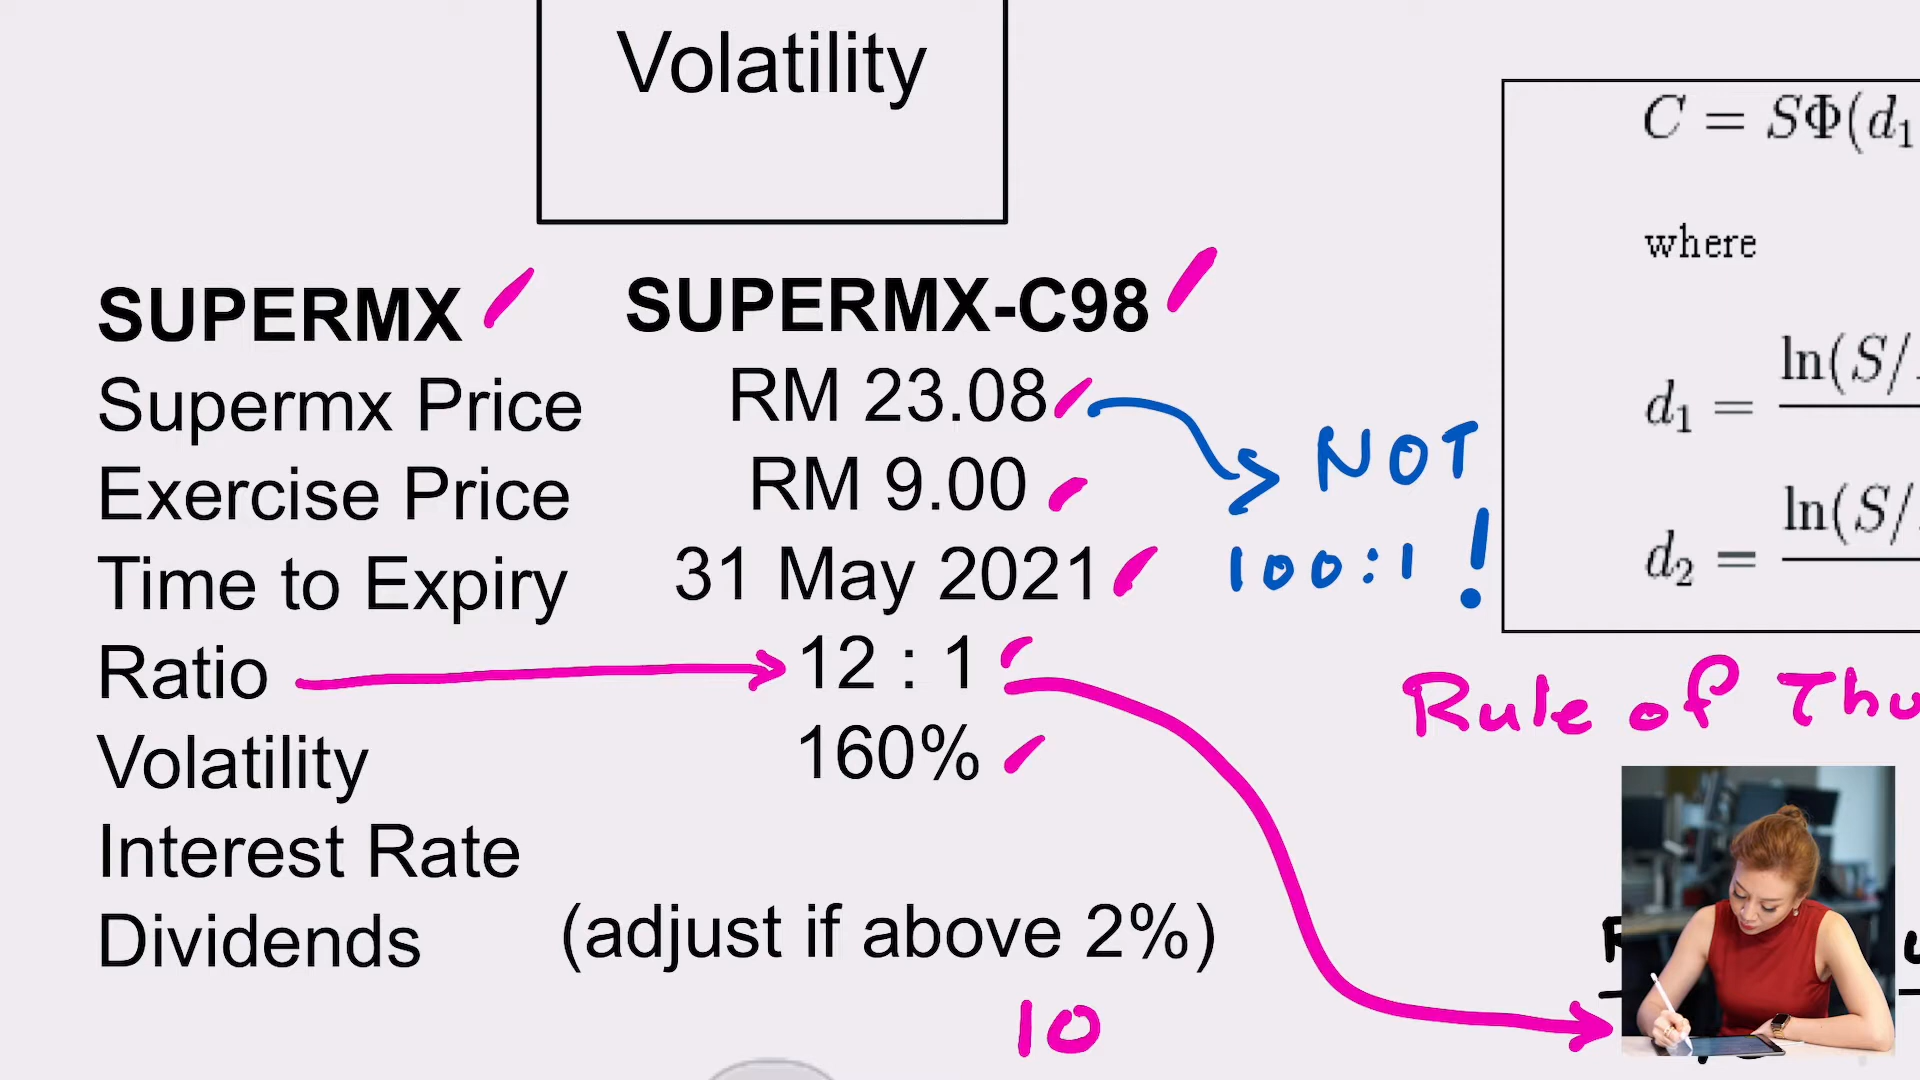 Volatility
SUPERMX SUPERMX-C98
Supermx Price RM 23.08
Exercise Price RM 9.00
Time to Expiry 31 May 2021
Ratio 12 : 1
Volatility 160%
Interest Rate
Dividends (adjust if above 2%)
10
NOT
100:1 !
C = SΦ(d₁
where
d₁ = ln(S/
d₂ = ln(S/
Rule of